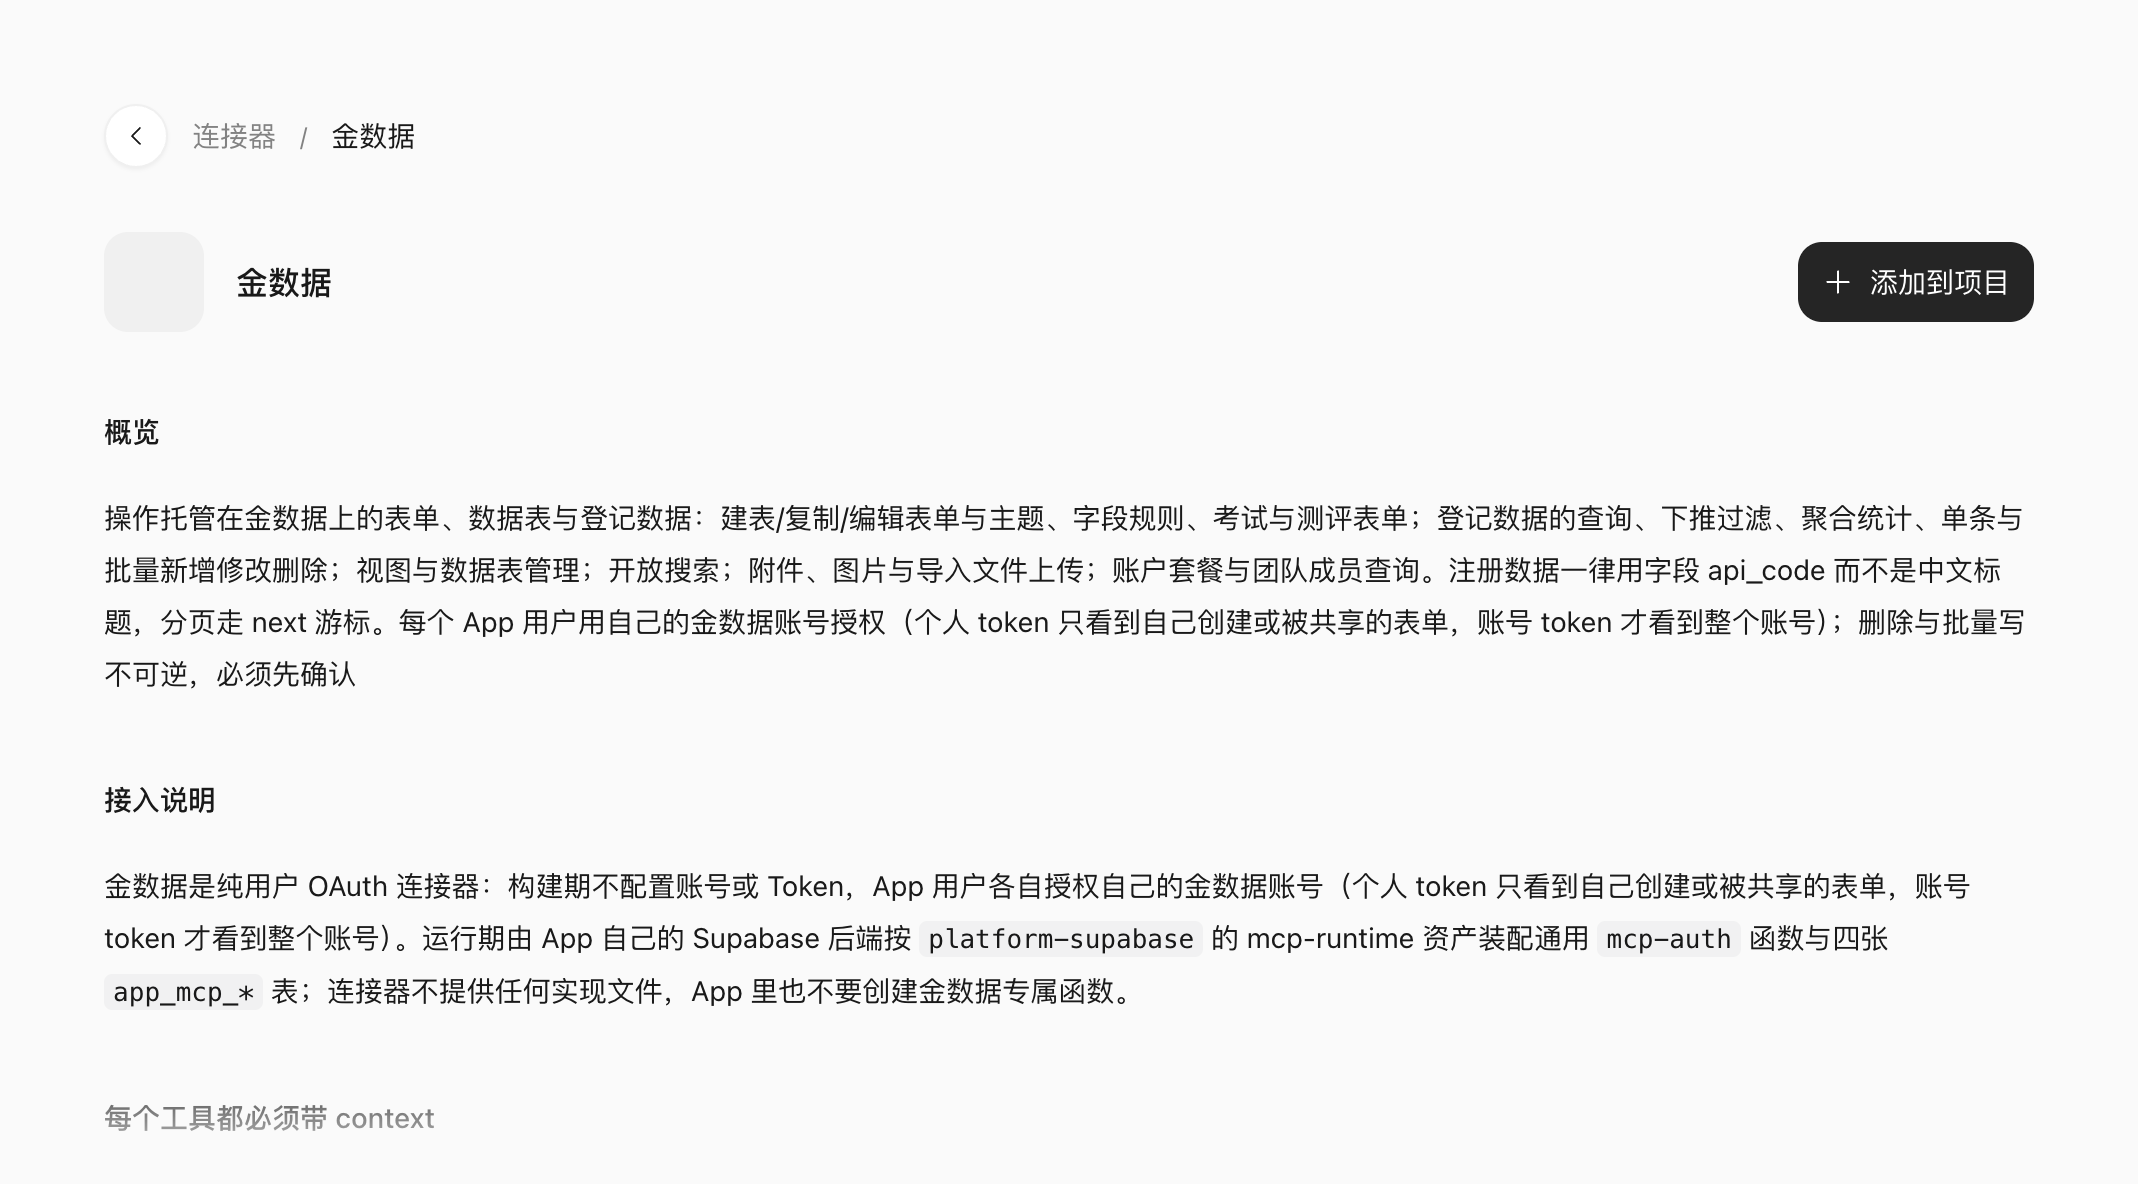 连接器 / 金数据
金数据
添加到项目
概览
操作托管在金数据上的表单、数据表与登记数据：建表/复制/编辑表单与主题、字段规则、考试与测评表单；登记数据的查询、下推过滤、聚合统计、单条与
批量新增修改删除；视图与数据表管理；开放搜索；附件、图片与导入文件上传；账户套餐与团队成员查询。注册数据一律用字段 api_code 而不是中文标
题，分页走 next 游标。每个 App 用户用自己的金数据账号授权（个人 token 只看到自己创建或被共享的表单，账号 token 才看到整个账号）；删除与批量写
不可逆，必须先确认
接入说明
金数据是纯用户 OAuth 连接器：构建期不配置账号或 Token，App 用户各自授权自己的金数据账号（个人 token 只看到自己创建或被共享的表单，账号
token 才看到整个账号）。运行期由 App 自己的 Supabase 后端按 platform-supabase 的 mcp-runtime 资产装配通用 mcp-auth 函数与四张
app_mcp_* 表；连接器不提供任何实现文件，App 里也不要创建金数据专属函数。
每个工具都必须带 context